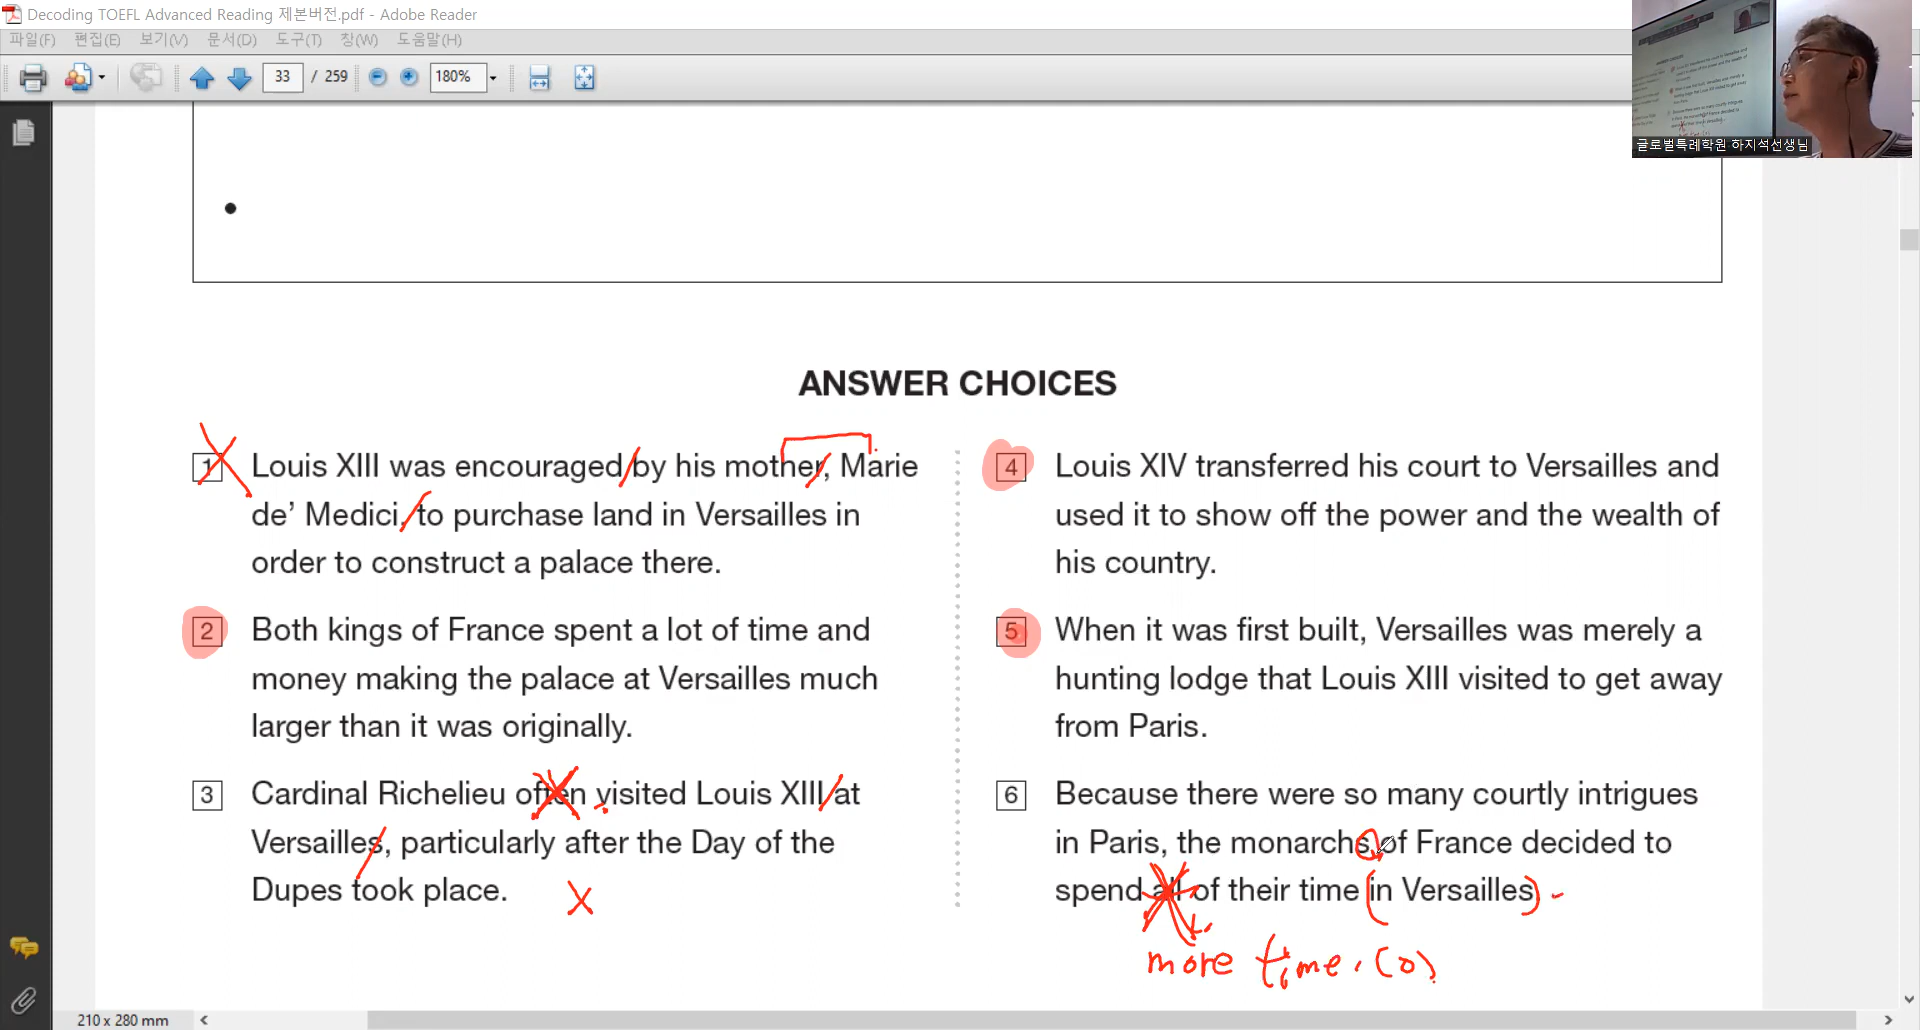 Decoding TOEFL Advanced Reading 제본버전.pdf - Adobe Reader
파일(F) 편집(E) 보기(V) 문서(D) 도구(T) 창(W) 도움말(H)
33 / 259 180%
글로벌특례학원 하지석선생님
ANSWER CHOICES
1 Louis XIII was encouraged by his mother, Marie
de' Medici, to purchase land in Versailles in
order to construct a palace there.
2 Both kings of France spent a lot of time and
money making the palace at Versailles much
larger than it was originally.
3 Cardinal Richelieu often visited Louis XIII at
Versailles, particularly after the Day of the
Dupes took place.
4 Louis XIV transferred his court to Versailles and
used it to show off the power and the wealth of
his country.
5 When it was first built, Versailles was merely a
hunting lodge that Louis XIII visited to get away
from Paris.
6 Because there were so many courtly intrigues
in Paris, the monarchs of France decided to
spend all of their time in Versailles.
more time. (o)
210 x 280 mm